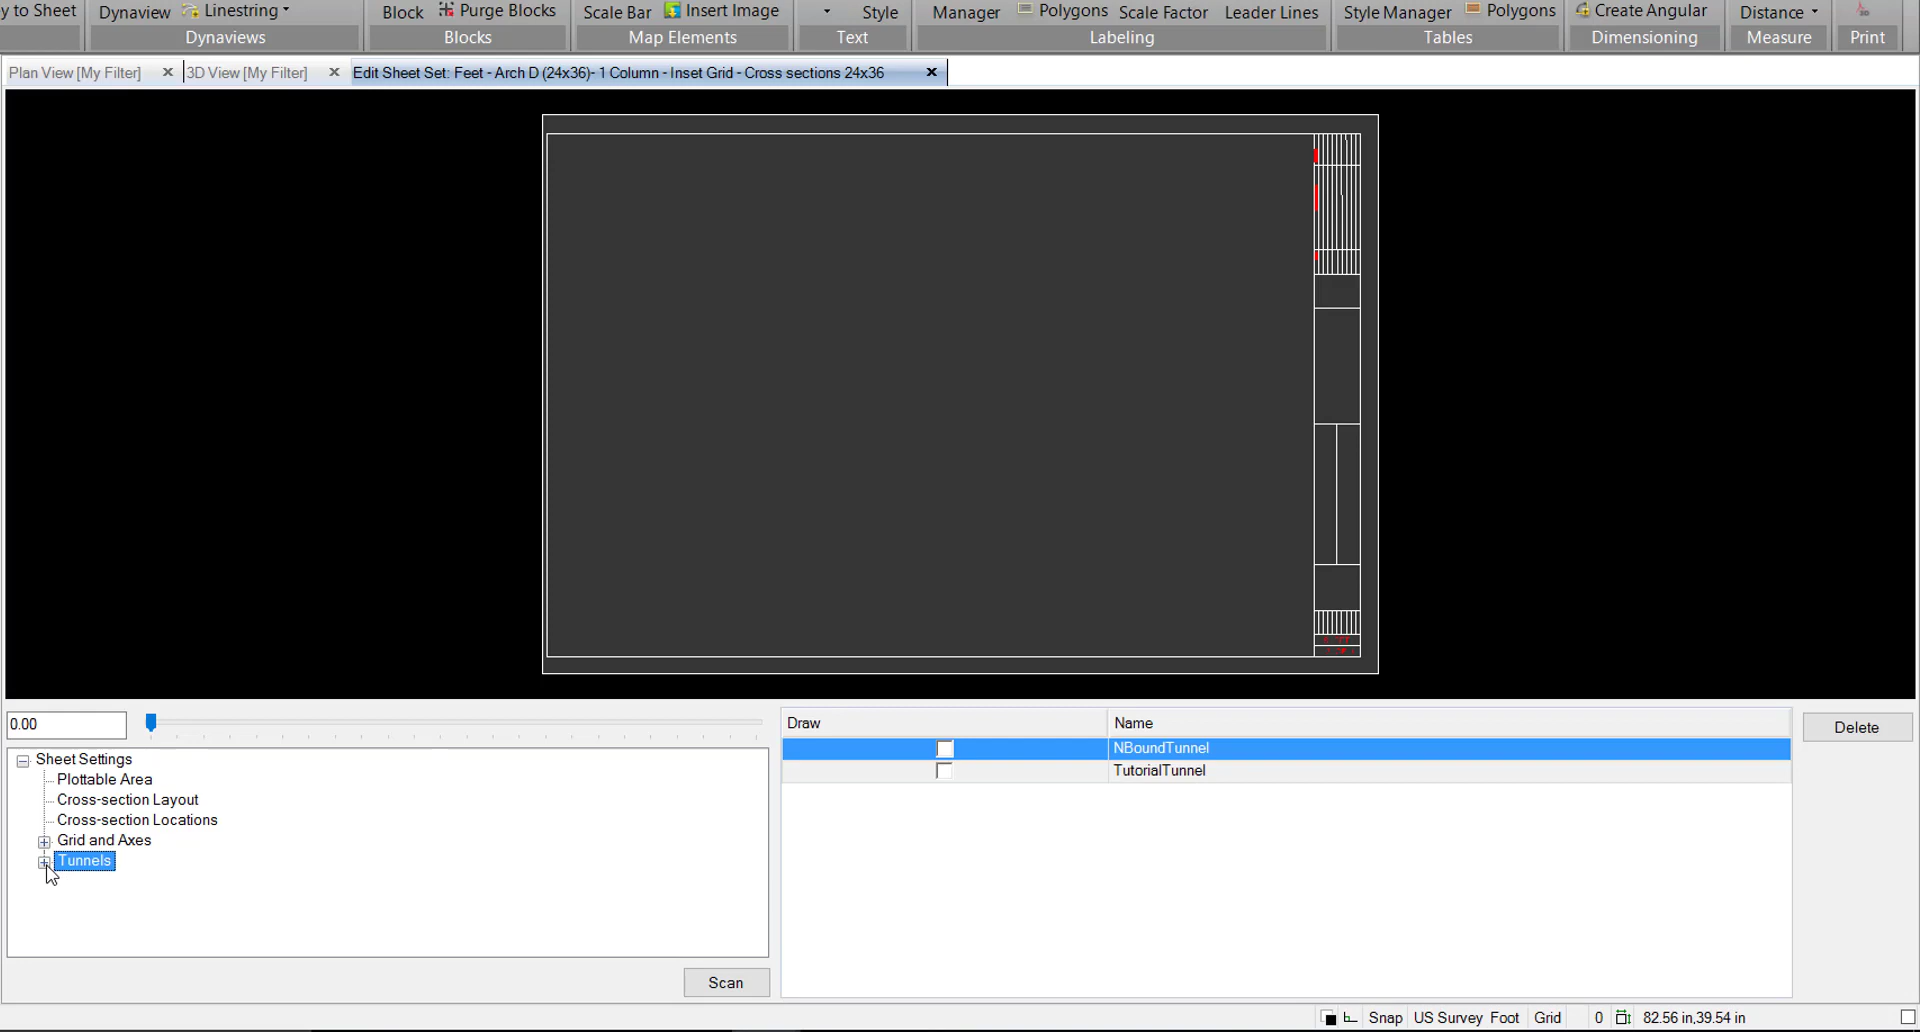 y to Sheet Dynaview Linestring Block Purge Blocks Scale Bar Insert Image Style Manager Polygons Scale Factor Leader Lines Style Manager Polygons Create Angular Distance
Dynaviews Blocks Map Elements Text Labeling Tables Dimensioning Measure Print
Plan View [My Filter] 3D View [My Filter] Edit Sheet Set: Feet - Arch D (24x36)- 1 Column - Inset Grid - Cross sections 24x36
0.00
Sheet Settings
Plottable Area
Cross-section Layout
Cross-section Locations
Grid and Axes
Tunnels
Scan
Draw Name
NBoundTunnel
TutorialTunnel
Delete
Snap US Survey Foot Grid 0 82.56 in,39.54 in